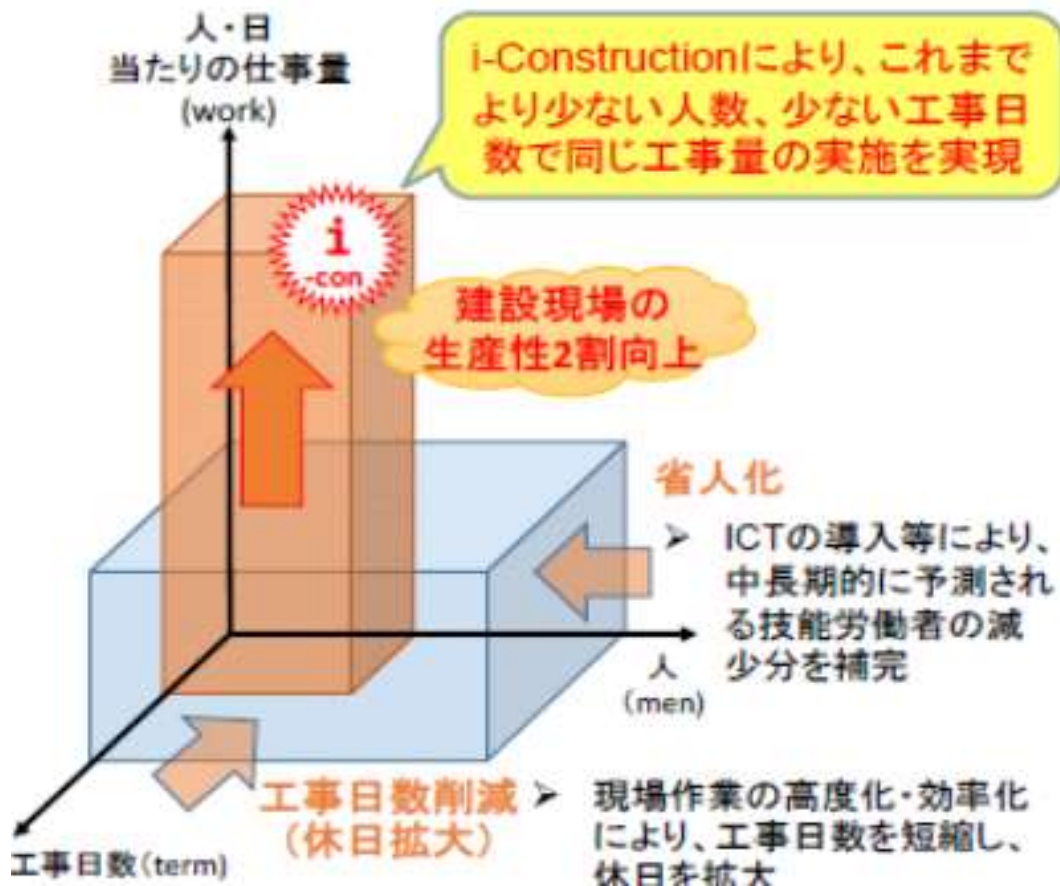 人・日
当たりの仕事量
(work)
i-Constructionにより、これまで
より少ない人数、少ない工事日
数で同じ工事量の実施を実現
i
-con
建設現場の
生産性2割向上
省人化
➢ ICTの導入等により、
中長期的に予測され
る技能労働者の減
少分を補完
人
(men)
工事日数削減
(休日拡大)
➢ 現場作業の高度化・効率化
により、工事日数を短縮し、
休日を拡大
工事日数(term)